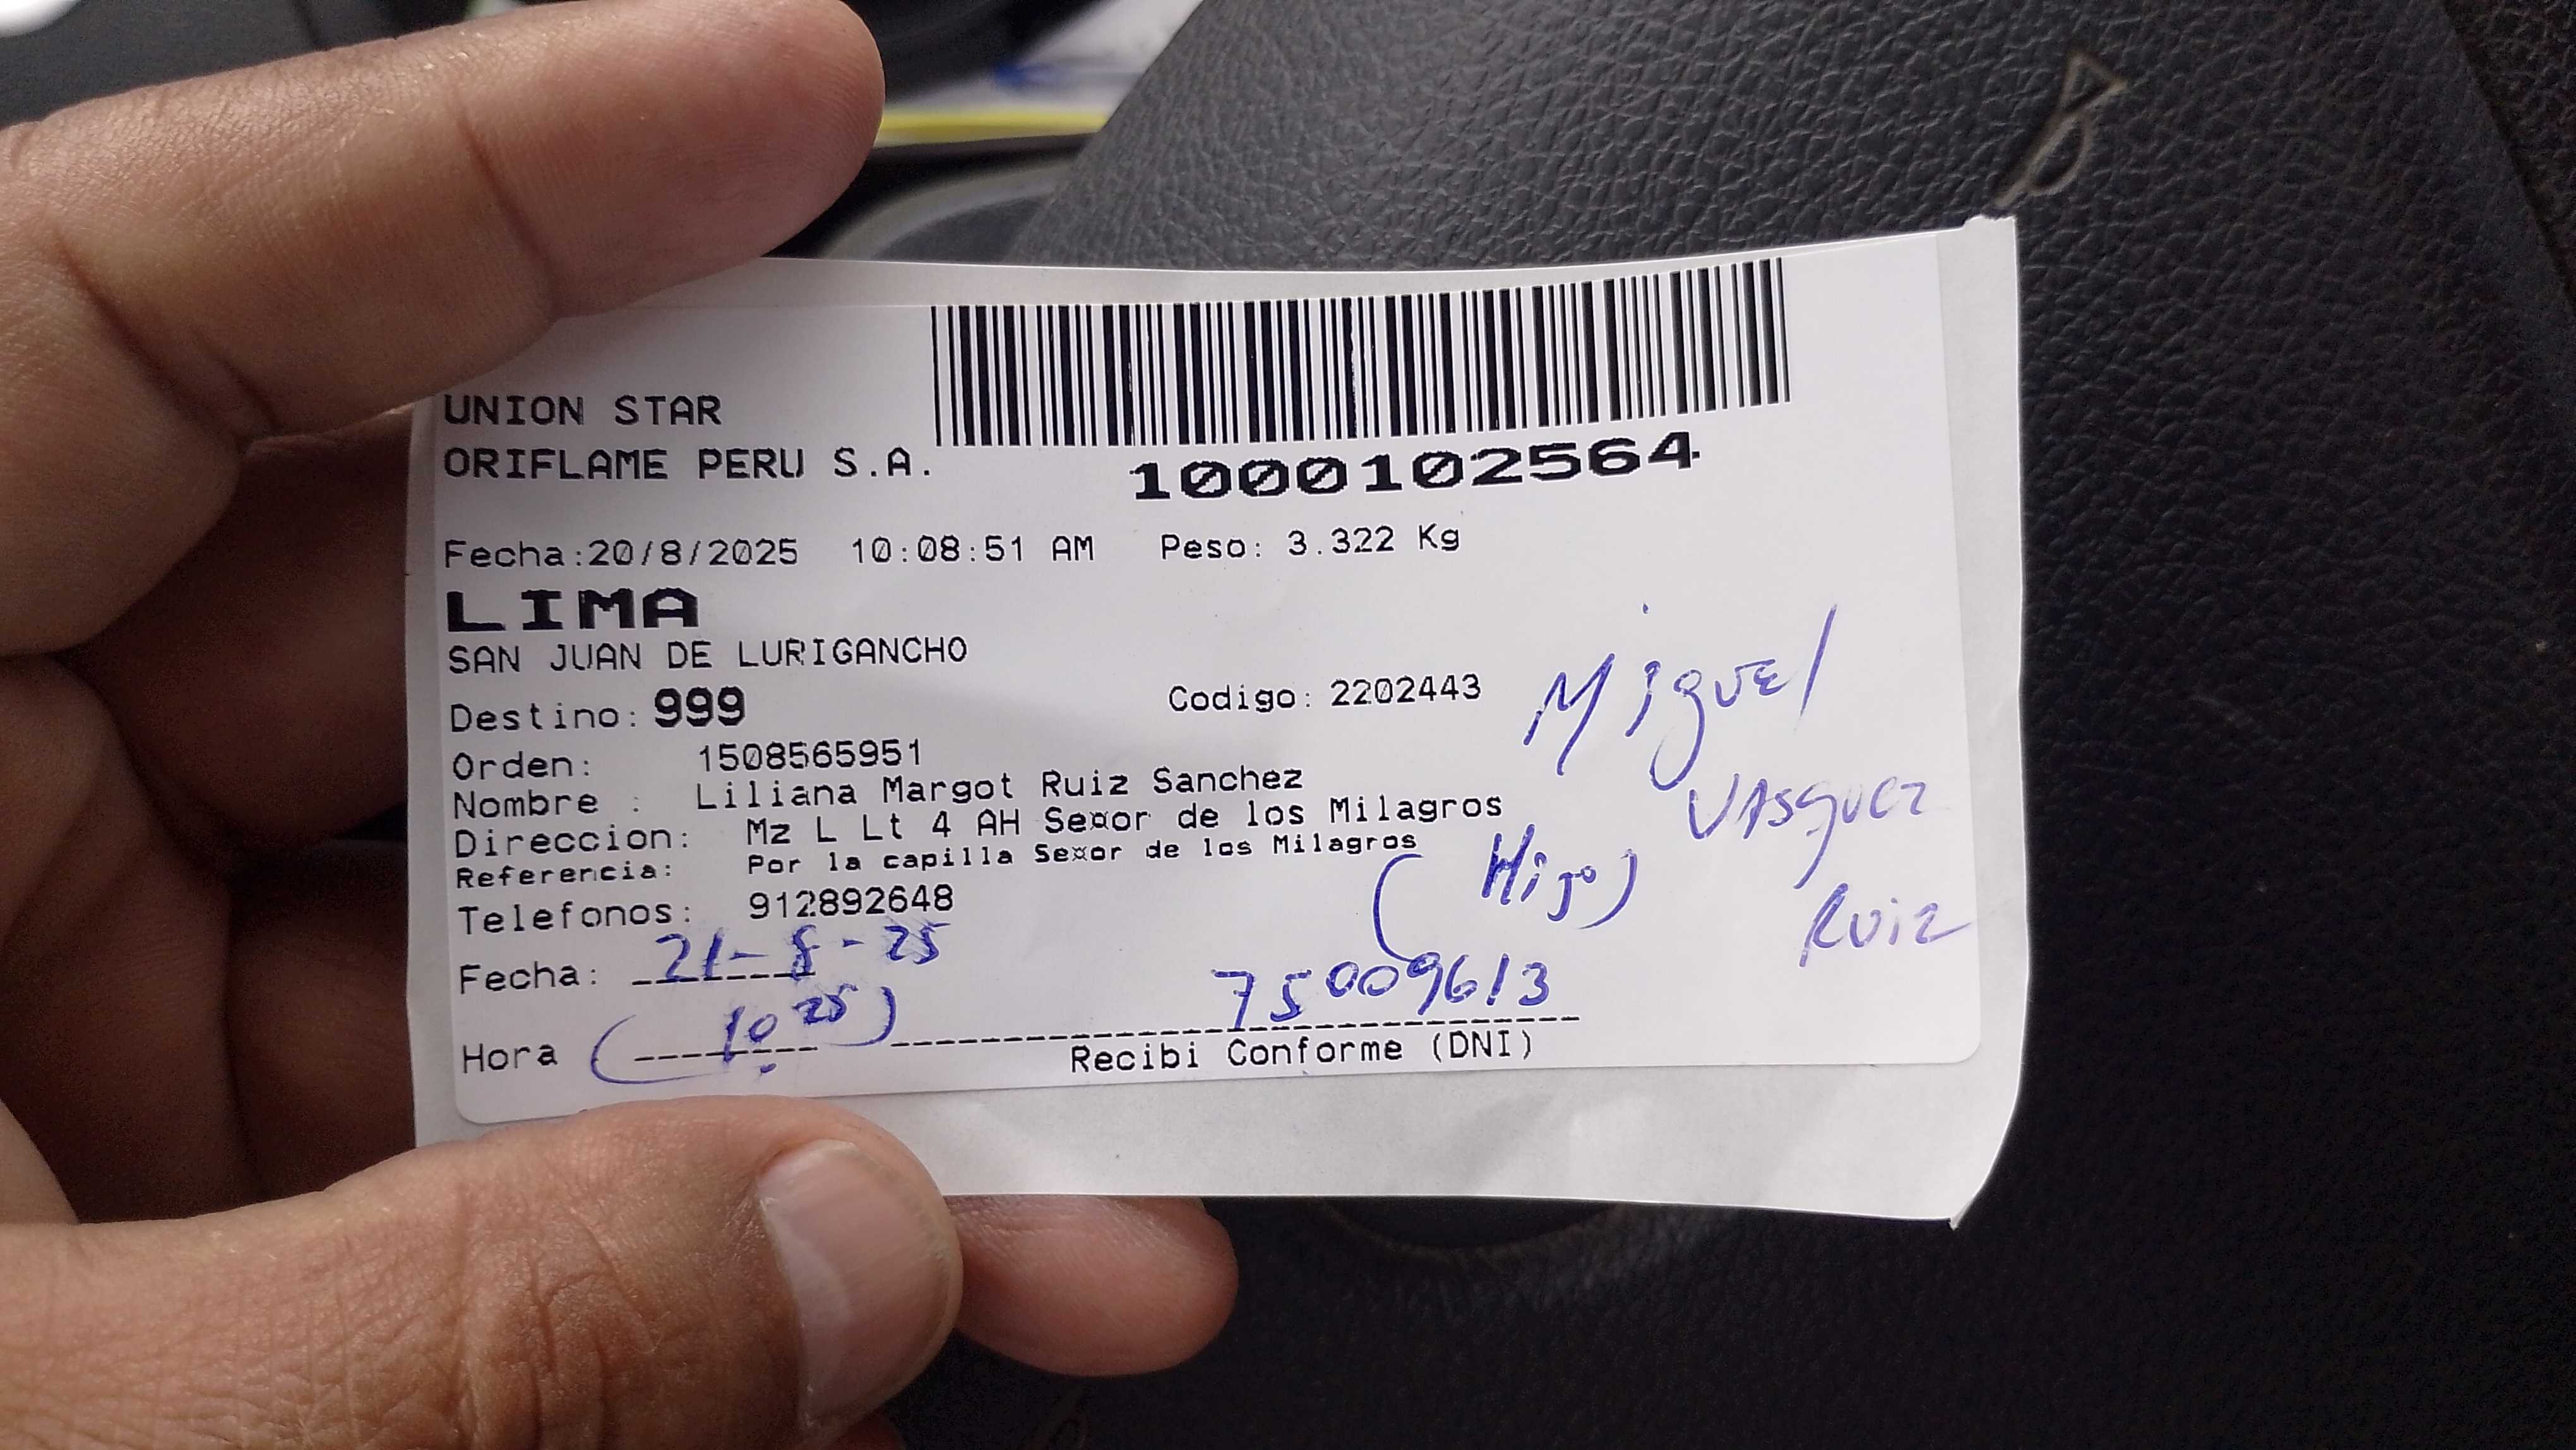 UNION STAR
ORIFLAME PERU S.A.
1000102564
Fecha:20/8/2025 10:08:51 AM Peso: 3.322 Kg
LIMA
SAN JUAN DE LURIGANCHO
Destino: 999 Codigo: 2202443
Orden: 1508565951
Nombre : Liliana Margot Ruiz Sanchez
Direccion: Mz L Lt 4 AH Se¤or de los Milagros
Referencia: Por la capilla Se¤or de los Milagros
Telefonos: 912892648
Miguel
VASquez
Ruiz
(Hijo)
Fecha: 21-8-25
75009613
Hora (10 25)
Recibi Conforme (DNI)